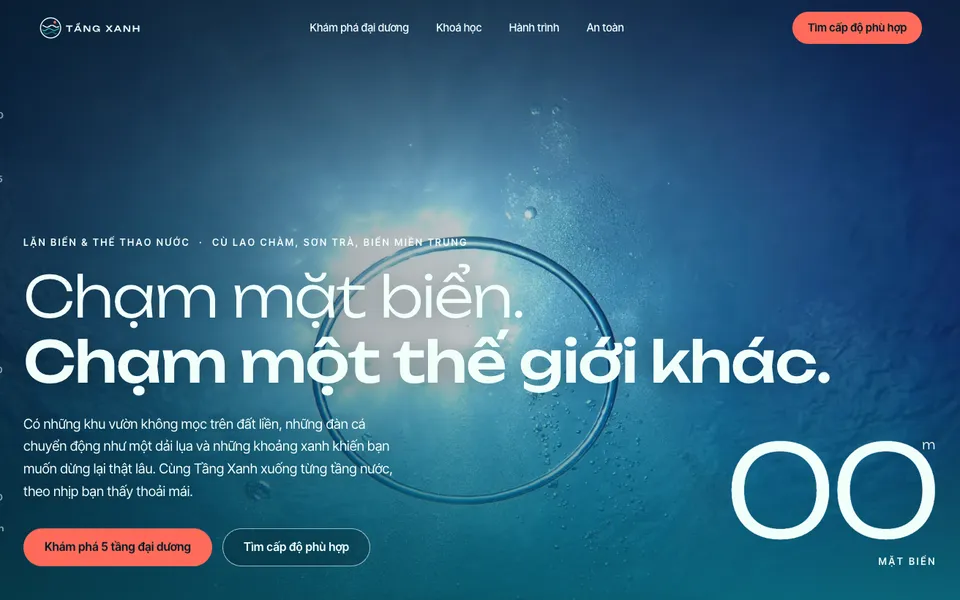 TẦNG XANH
Khám phá đại dương
Khoá học
Hành trình
An toàn
Tìm cấp độ phù hợp
LẶN BIỂN & THỂ THAO NƯỚC · CÙ LAO CHÀM, SƠN TRÀ, BIỂN MIỀN TRUNG
Chạm mặt biển.
Chạm một thế giới khác.
Có những khu vườn không mọc trên đất liền, những đàn cá
chuyển động như một dải lụa và những khoảng xanh khiến bạn
muốn dừng lại thật lâu. Cùng Tầng Xanh xuống từng tầng nước,
theo nhịp bạn thấy thoải mái.
00 m
MẶT BIỂN
Khám phá 5 tầng đại dương
Tìm cấp độ phù hợp